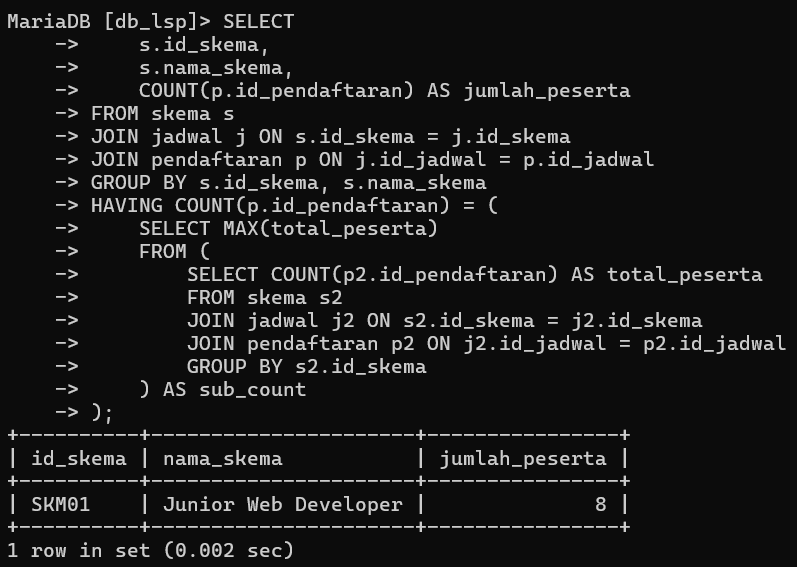 MariaDB [db_lsp]> SELECT
    ->     s.id_skema,
    ->     s.nama_skema,
    ->     COUNT(p.id_pendaftaran) AS jumlah_peserta
    -> FROM skema s
    -> JOIN jadwal j ON s.id_skema = j.id_skema
    -> JOIN pendaftaran p ON j.id_jadwal = p.id_jadwal
    -> GROUP BY s.id_skema, s.nama_skema
    -> HAVING COUNT(p.id_pendaftaran) = (
    ->     SELECT MAX(total_peserta)
    ->     FROM (
    ->         SELECT COUNT(p2.id_pendaftaran) AS total_peserta
    ->         FROM skema s2
    ->         JOIN jadwal j2 ON s2.id_skema = j2.id_skema
    ->         JOIN pendaftaran p2 ON j2.id_jadwal = p2.id_jadwal
    ->         GROUP BY s2.id_skema
    ->     ) AS sub_count
    -> );
+----------+----------------------+----------------+
| id_skema | nama_skema           | jumlah_peserta |
+----------+----------------------+----------------+
| SKM01    | Junior Web Developer |              8 |
+----------+----------------------+----------------+
1 row in set (0.002 sec)